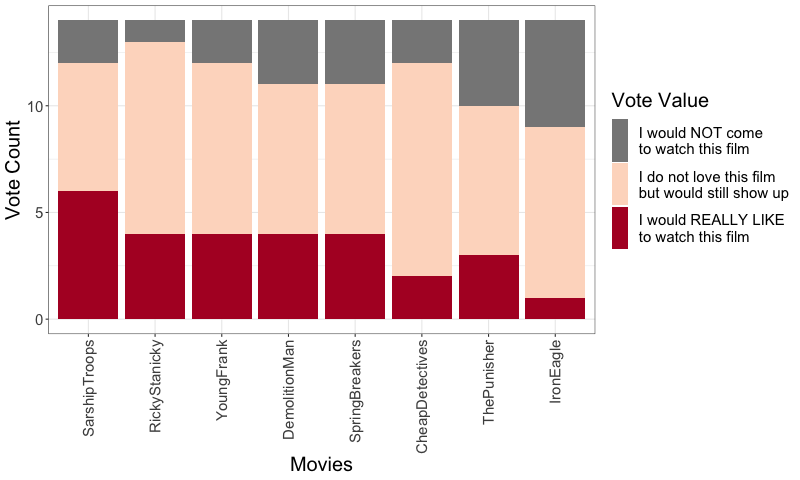 Vote Count
10
5
0
SarshipTroops
RickyStanicky
YoungFrank
DemolitionMan
SpringBreakers
CheapDetectives
ThePunisher
IronEagle
Movies
Vote Value
I would NOT come
to watch this film
I do not love this film
but would still show up
I would REALLY LIKE
to watch this film